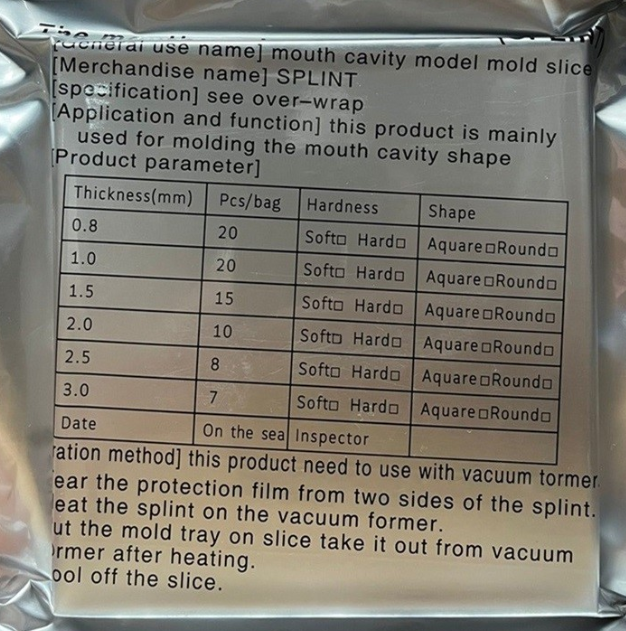 The
[General use name] mouth cavity model mold slice
[Merchandise name] SPLINT
[specification] see over-wrap
[Application and function] this product is mainly
used for molding the mouth cavity shape
[Product parameter]
Thickness(mm) Pcs/bag Hardness Shape
0.8 20 Soft□ Hard□ Aquare□Round□
1.0 20 Soft□ Hard□ Aquare□Round□
1.5 15 Soft□ Hard□ Aquare□Round□
2.0 10 Soft□ Hard□ Aquare□Round□
2.5 8 Soft□ Hard□ Aquare□Round□
3.0 7 Soft□ Hard□ Aquare□Round□
Date On the sea Inspector
ration method] this product need to use with vacuum former.
ear the protection film from two sides of the splint.
eat the splint on the vacuum former.
ut the mold tray on slice take it out from vacuum
ormer after heating.
ool off the slice.